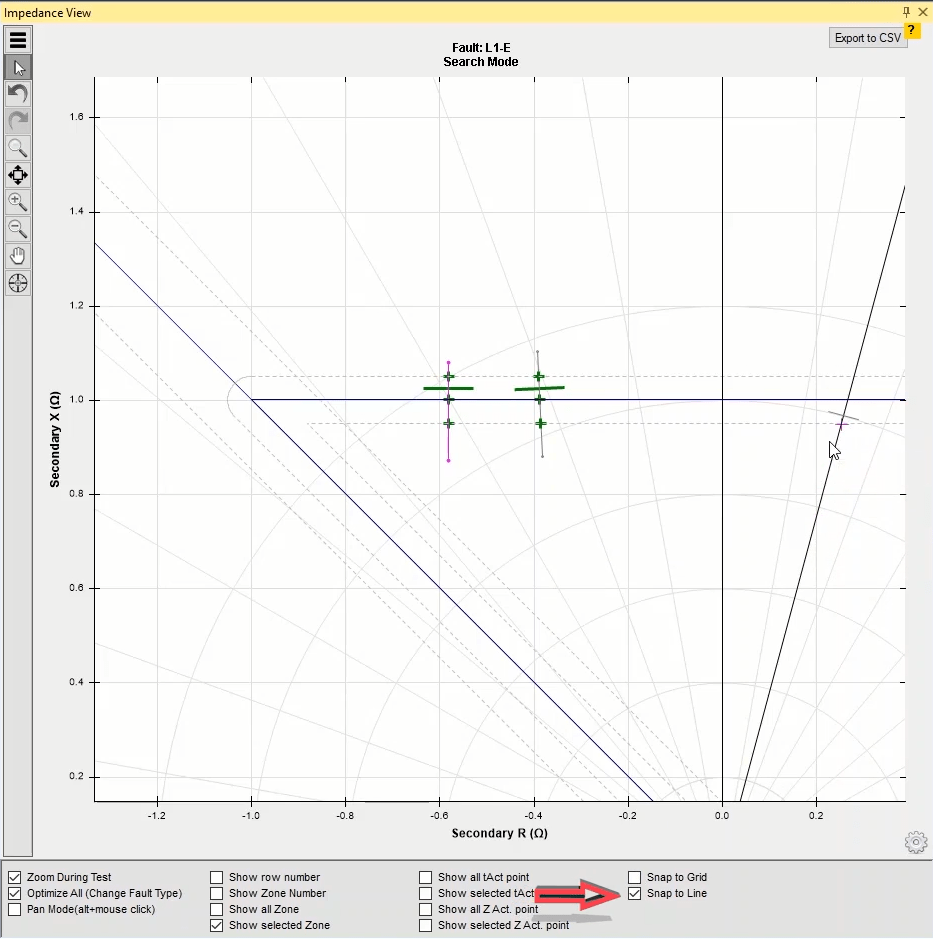 Impedance View
Export to CSV
?
Fault: L1-E
Search Mode
1.6
1.4
1.2
1.0
0.8
0.6
0.4
0.2
Secondary X (Ω)
-1.2 -1.0 -0.8 -0.6 -0.4 -0.2 0.0 0.2
Secondary R (Ω)
Zoom During Test
Optimize All (Change Fault Type)
Pan Mode(alt+mouse click)
Show row number
Show Zone Number
Show all Zone
Show selected Zone
Show all tAct point
Show selected tAct
Show all Z Act. point
Show selected Z Act. point
Snap to Grid
Snap to Line